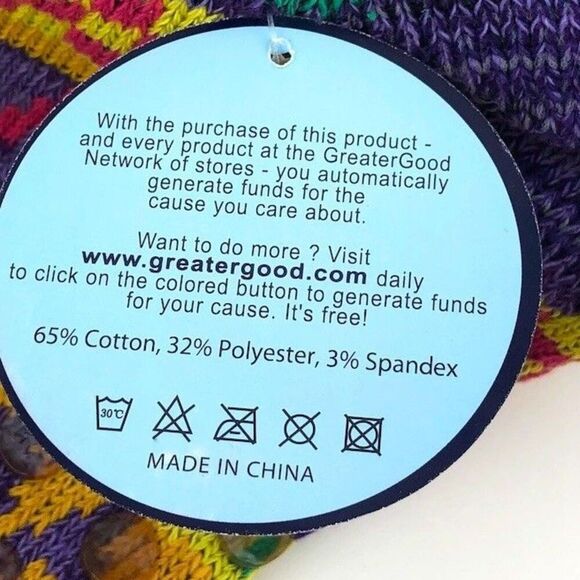 With the purchase of this product -
and every product at the GreaterGood
Network of stores - you automatically
generate funds for the
cause you care about.
Want to do more ? Visit
www.greatergood.com daily
to click on the colored button to generate funds
for your cause. It's free!
65% Cotton, 32% Polyester, 3% Spandex
30°C
MADE IN CHINA